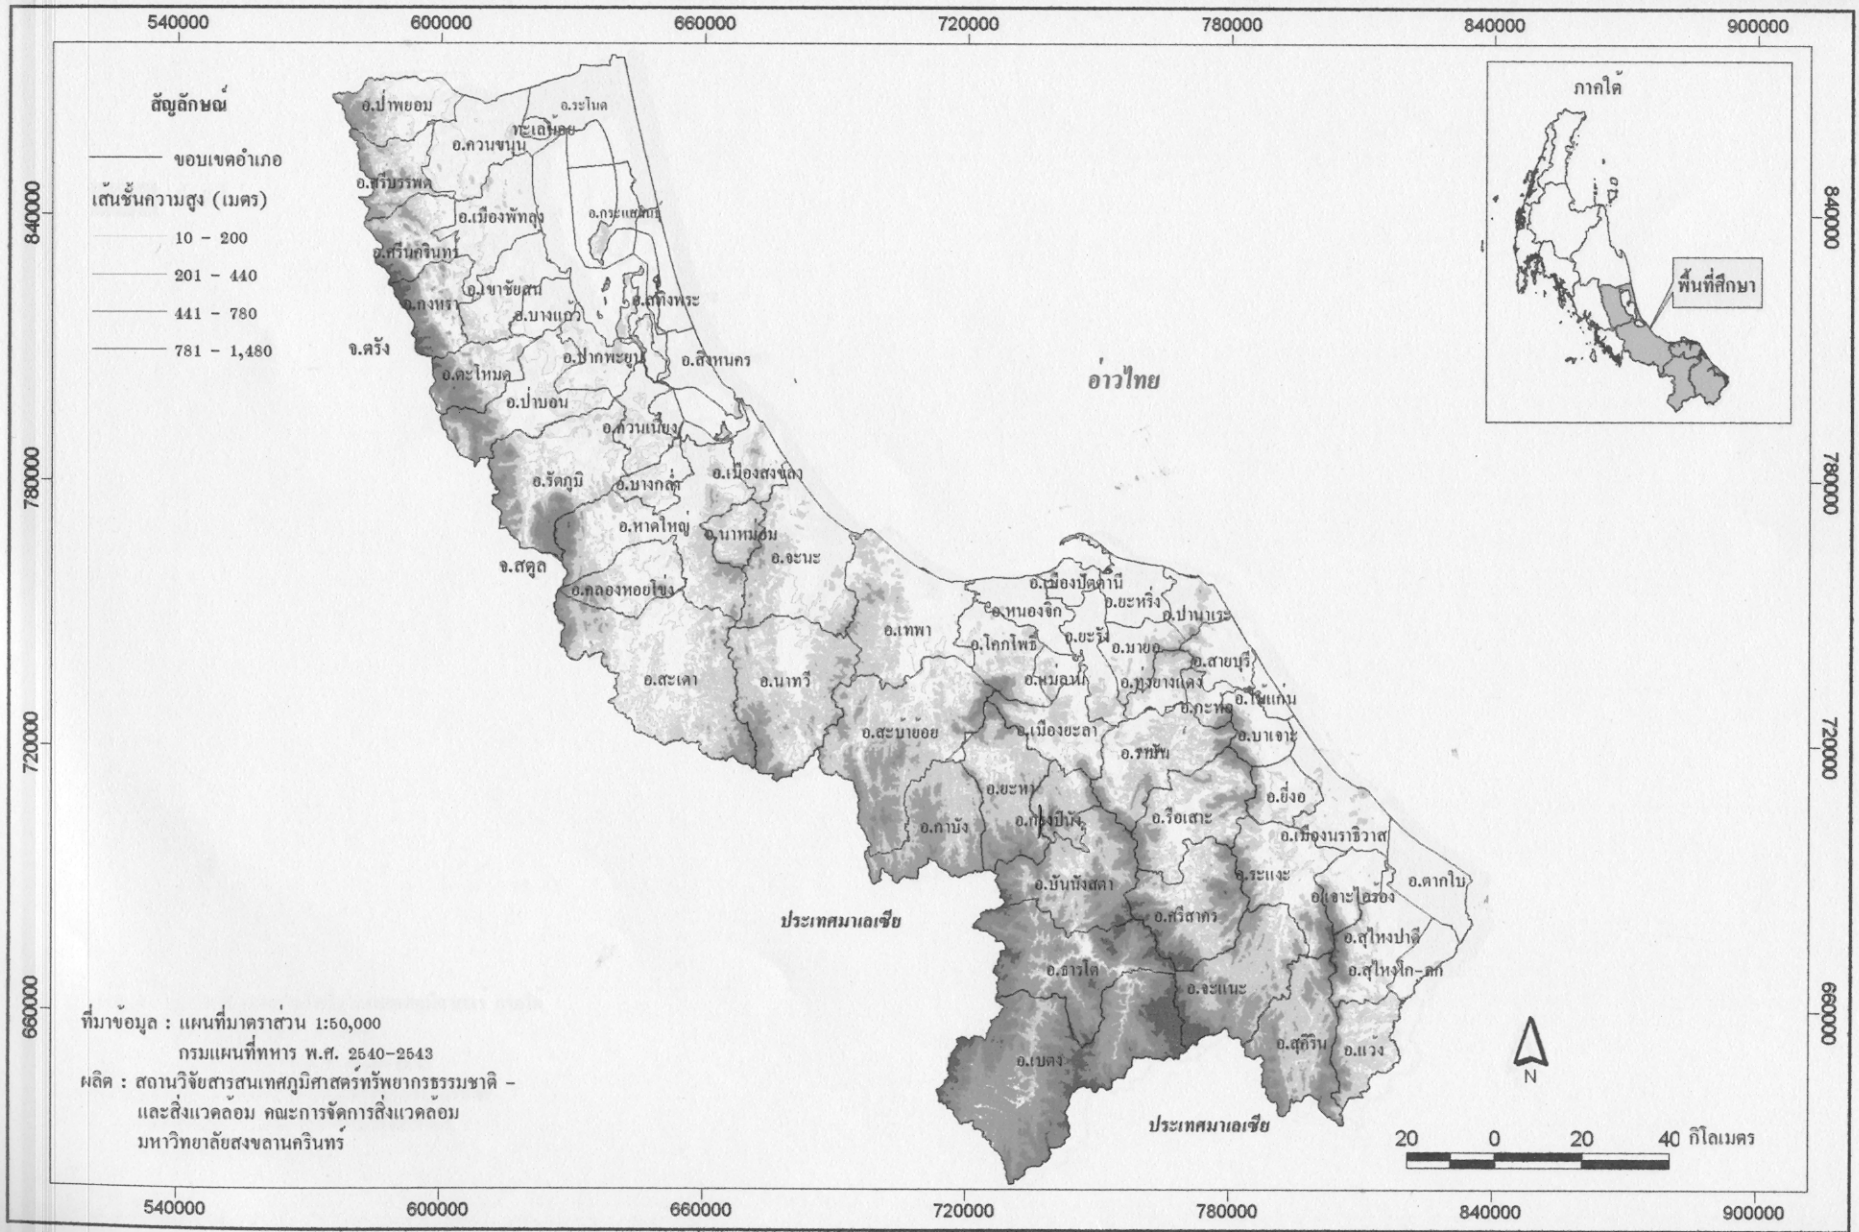 540000 600000 660000 720000 780000 840000 900000
สัญลักษณ์
ขอบเขตอำเภอ
เส้นชั้นความสูง (เมตร)
10 - 200
201 - 440
441 - 780
781 - 1,480
ภาคใต้
พื้นที่ศึกษา
840000
780000
720000
660000
840000
780000
720000
660000
อ.ป่าพยอม
อ.ระโนด
ทะเลน้อย
อ.ควนขนุน
อ.ศรีบรรพต
อ.เมืองพัทลุง
อ.กระแสสินธุ์
อ.ศรีนครินทร์
อ.เขาชัยสน
อ.กงหรา
อ.บางแก้ว
อ.สทิงพระ
จ.ตรัง
อ.ปากพะยูน
อ.สิงหนคร
อ.ตะโหมด
อ.ป่าบอน
อ่าวไทย
อ.ควนเนียง
อ.รัตภูมิ
อ.บางกล่ำ
อ.เมืองสงขลา
อ.หาดใหญ่
อ.นาหม่อม
อ.จะนะ
จ.สตูล
อ.คลองหอยโข่ง
อ.เมืองปัตตานี
อ.หนองจิก
อ.ยะหริ่ง
อ.ปานาเระ
อ.เทพา
อ.โคกโพธิ์
อ.ยะรัง
อ.มายอ
อ.สายบุรี
อ.สะเดา
อ.นาทวี
อ.แม่ลาน
อ.ทุ่งยางแดง
อ.กะพ้อ
อ.ไม้แก่น
อ.สะบ้าย้อย
อ.เมืองยะลา
อ.รามัน
อ.บาเจาะ
อ.ยะหา
อ.ยี่งอ
อ.กาบัง
อ.กรงปินัง
อ.รือเสาะ
อ.เมืองนราธิวาส
อ.บันนังสตา
อ.ระแงะ
อ.ตากใบ
อ.เจาะไอร้อง
อ.ศรีสาคร
ประเทศมาเลเซีย
อ.สุไหงปาดี
อ.ธารโต
อ.สุไหงโก-ลก
อ.จะแนะ
อ.เบตง
อ.สุคิริน
อ.แว้ง
ประเทศมาเลเซีย
ที่มาข้อมูล : แผนที่มาตราส่วน 1:50,000
กรมแผนที่ทหาร พ.ศ. 2540-2543
ผลิต : สถานวิจัยสารสนเทศภูมิศาสตร์ทรัพยากรธรรมชาติ -
และสิ่งแวดล้อม คณะการจัดการสิ่งแวดล้อม
มหาวิทยาลัยสงขลานครินทร์
N
20 0 20 40 กิโลเมตร
540000 600000 660000 720000 780000 840000 900000